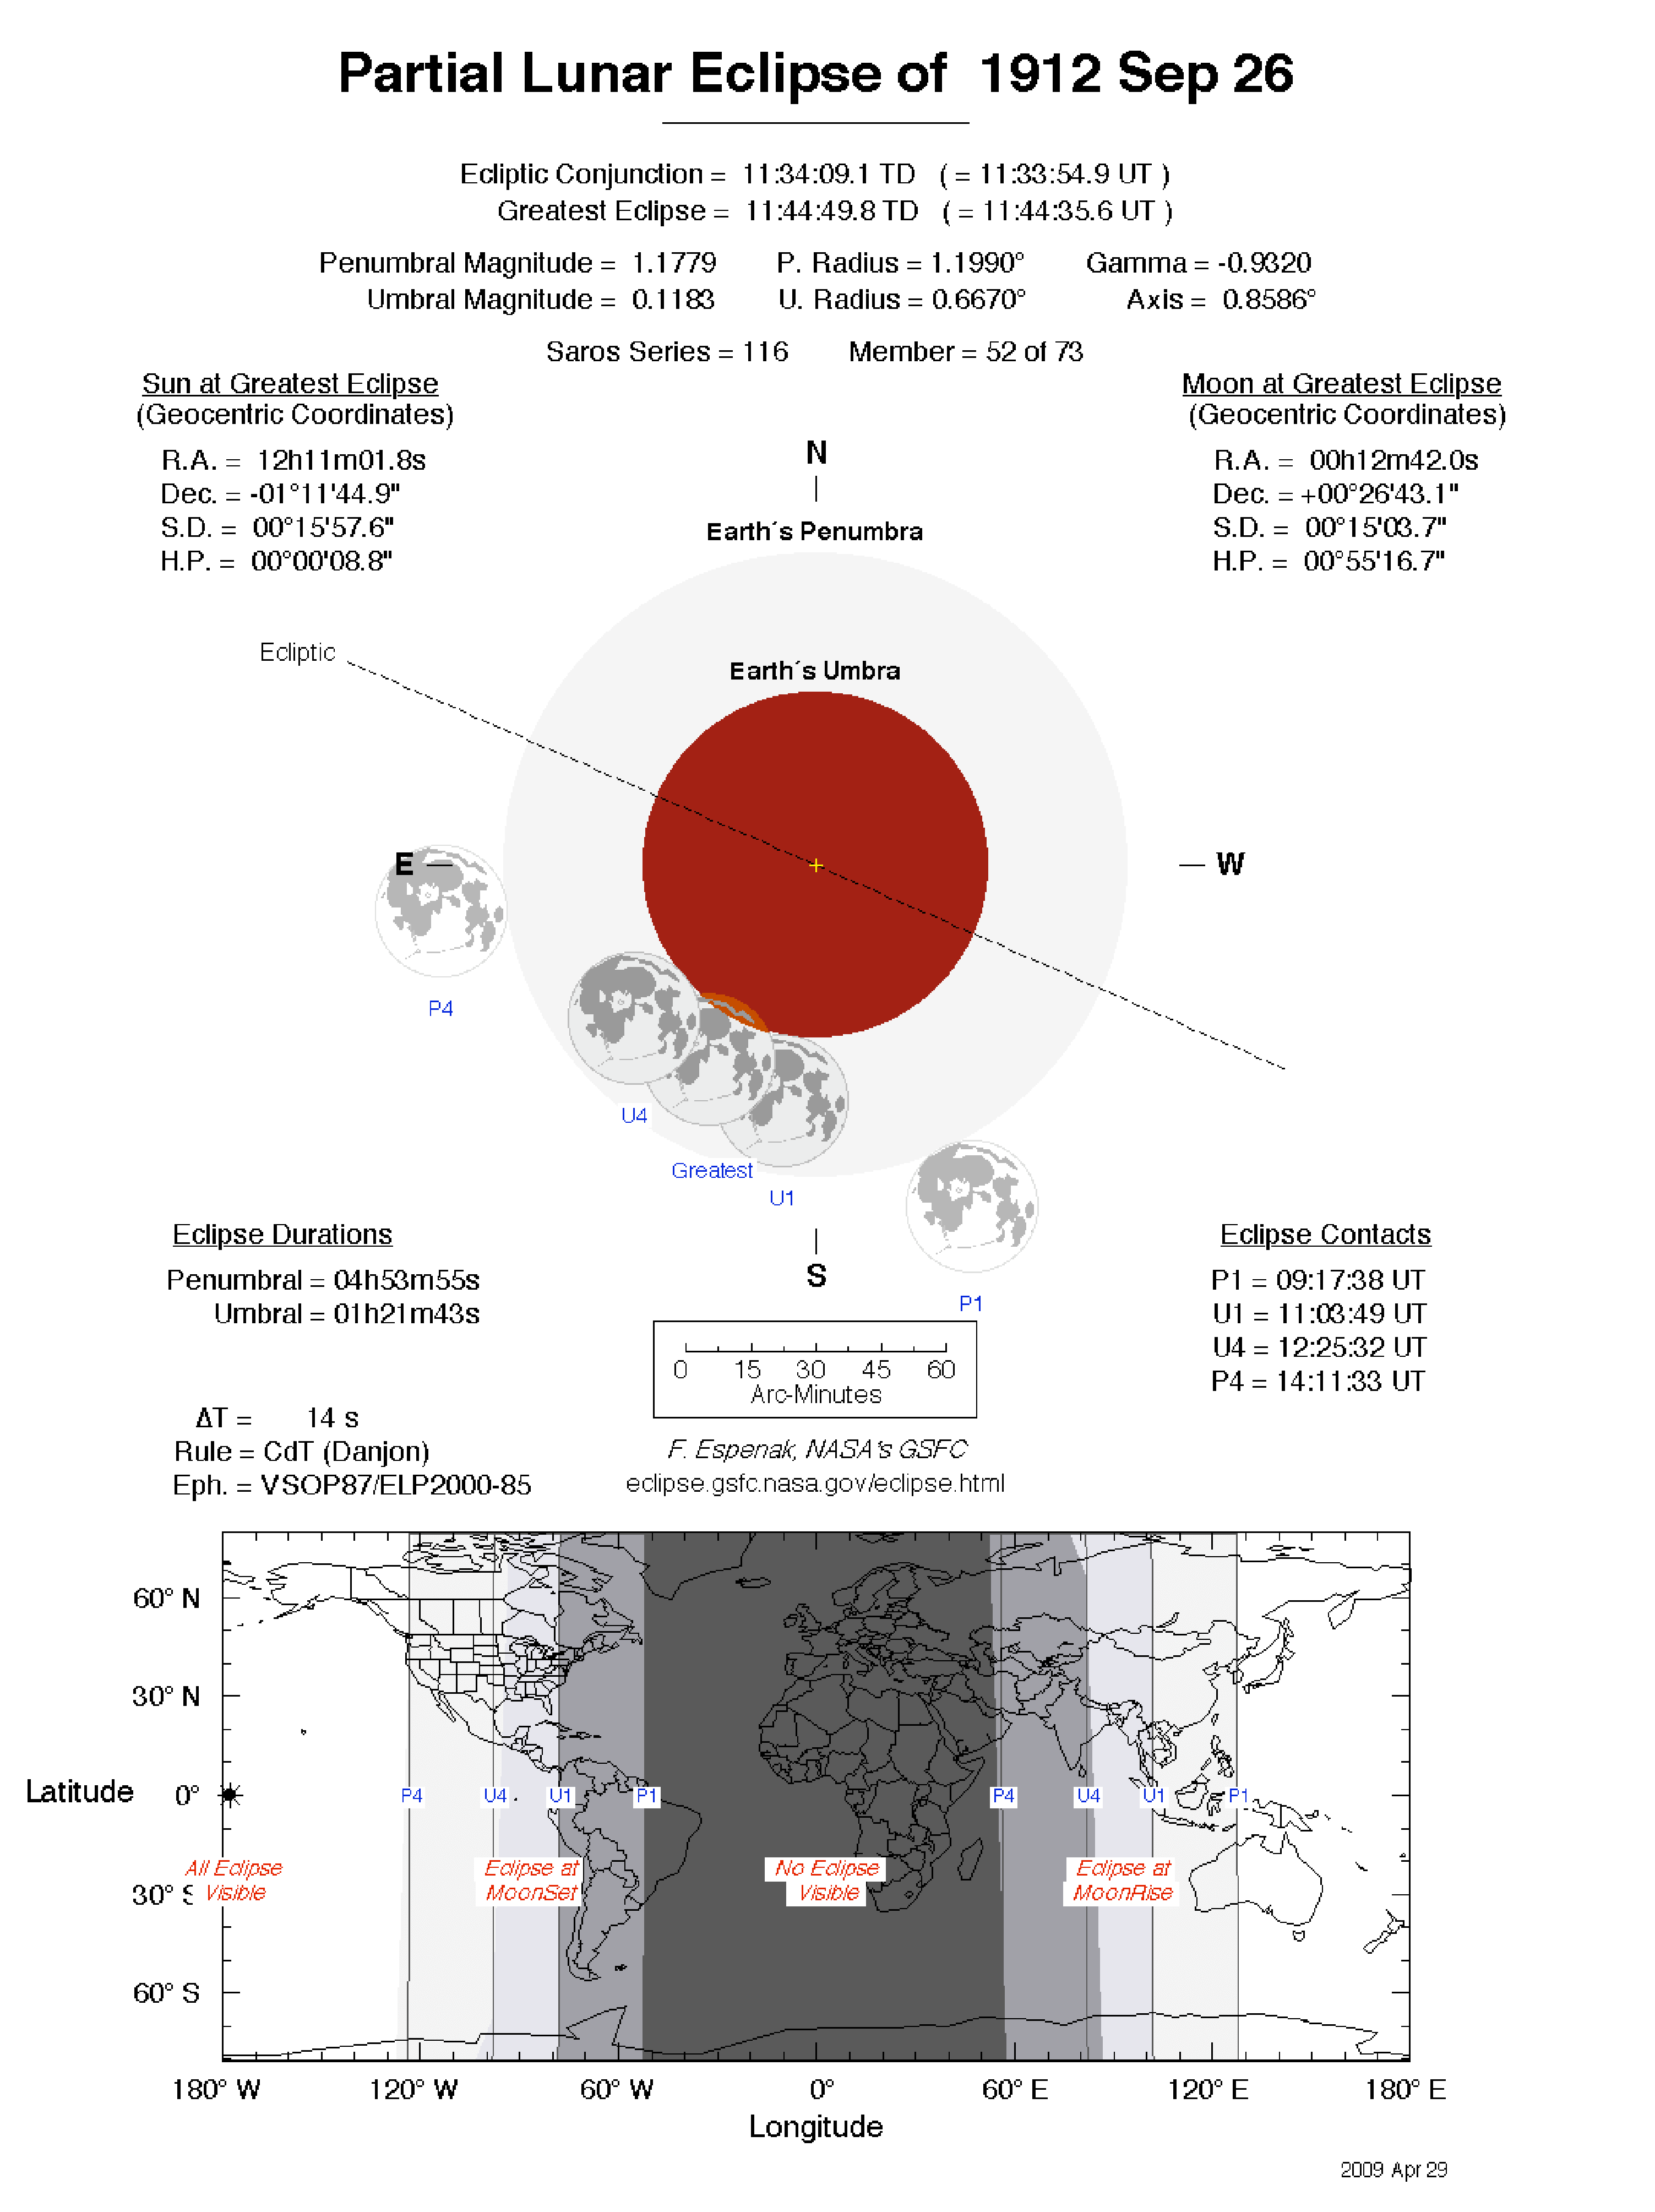 Partial Lunar Eclipse of 1912 Sep 26
Ecliptic Conjunction = 11:34:09.1 TD ( = 11:33:54.9 UT )
Greatest Eclipse = 11:44:49.8 TD ( = 11:44:35.6 UT )
Penumbral Magnitude = 1.1779 P. Radius = 1.1990° Gamma = -0.9320
Umbral Magnitude = 0.1183 U. Radius = 0.6670° Axis = 0.8586°
Saros Series = 116 Member = 52 of 73
Sun at Greatest Eclipse
(Geocentric Coordinates)
R.A. = 12h11m01.8s
Dec. = -01°11'44.9"
S.D. = 00°15'57.6"
H.P. = 00°00'08.8"
Moon at Greatest Eclipse
(Geocentric Coordinates)
R.A. = 00h12m42.0s
Dec. = +00°26'43.1"
S.D. = 00°15'03.7"
H.P. = 00°55'16.7"
N
Earth´s Penumbra
Ecliptic
Earth´s Umbra
E
W
P4
U4
Greatest
U1
S
P1
Eclipse Durations
Penumbral = 04h53m55s
Umbral = 01h21m43s
Eclipse Contacts
P1 = 09:17:38 UT
U1 = 11:03:49 UT
U4 = 12:25:32 UT
P4 = 14:11:33 UT
0 15 30 45 60
Arc-Minutes
ΔT = 14 s
Rule = CdT (Danjon)
Eph. = VSOP87/ELP2000-85
F. Espenak, NASA's GSFC
eclipse.gsfc.nasa.gov/eclipse.html
60° N
30° N
Latitude 0°
30° S
60° S
P4 U4 U1 P1 P4 U4 U1 P1
All Eclipse
Visible
Eclipse at
MoonSet
No Eclipse
Visible
Eclipse at
MoonRise
180° W 120° W 60° W 0° 60° E 120° E 180° E
Longitude
2009 Apr 29